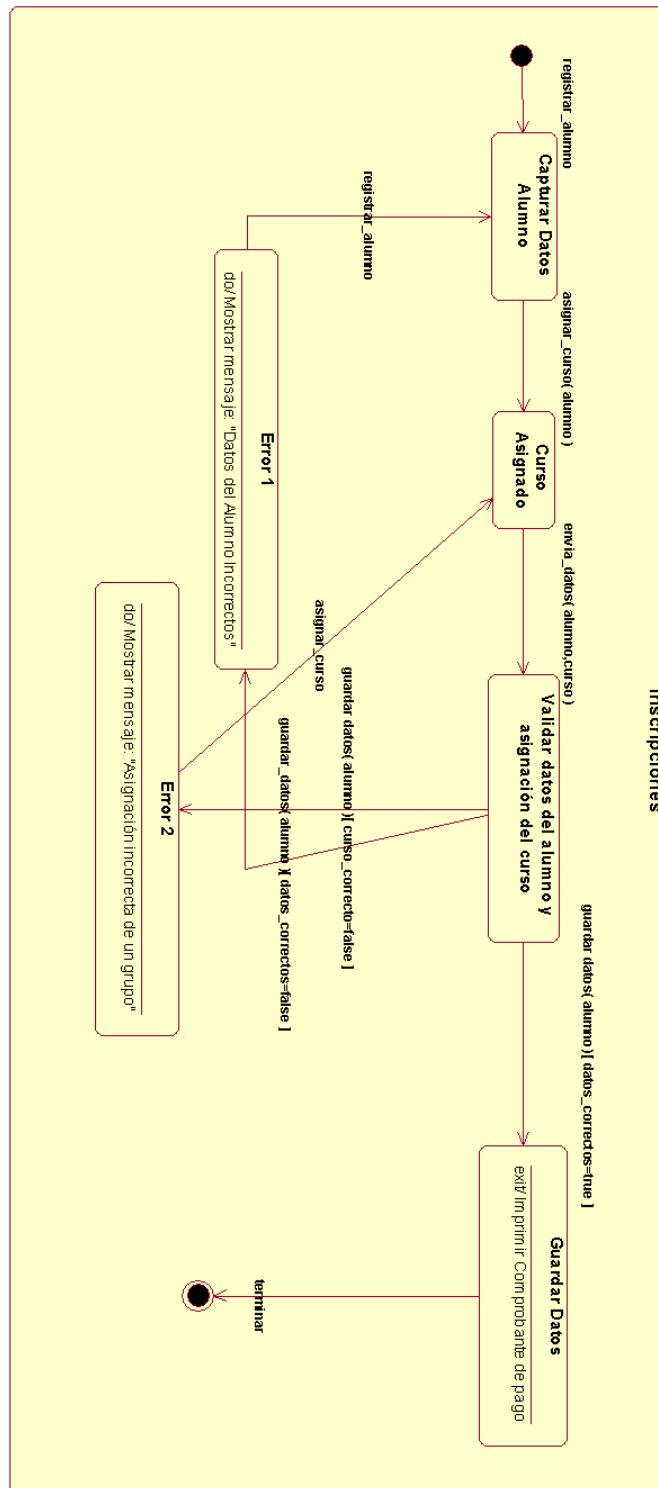 Inscripciones
registrar_alumno
Capturar Datos
Alumno
asignar_curso( alumno )
Curso
Asignado
envia_datos( alumno,curso )
Validar datos del alumno y
asignación del curso
guardar datos( alumno )[ datos_correctos=true ]
Guardar Datos
exit/ Imprimir Comprobante de pago
registrar_alumno
guardar datos( alumno )[ curso_correcto=false ]
asignar_curso
guardar_datos( alumno )[ datos_correctos=false ]
Error 1
do/ Mostrar mensaje: "Datos del Alumno Incorrectos"
terminar
Error 2
do/ Mostrar mensaje: "Asignación incorrecta de un grupo"